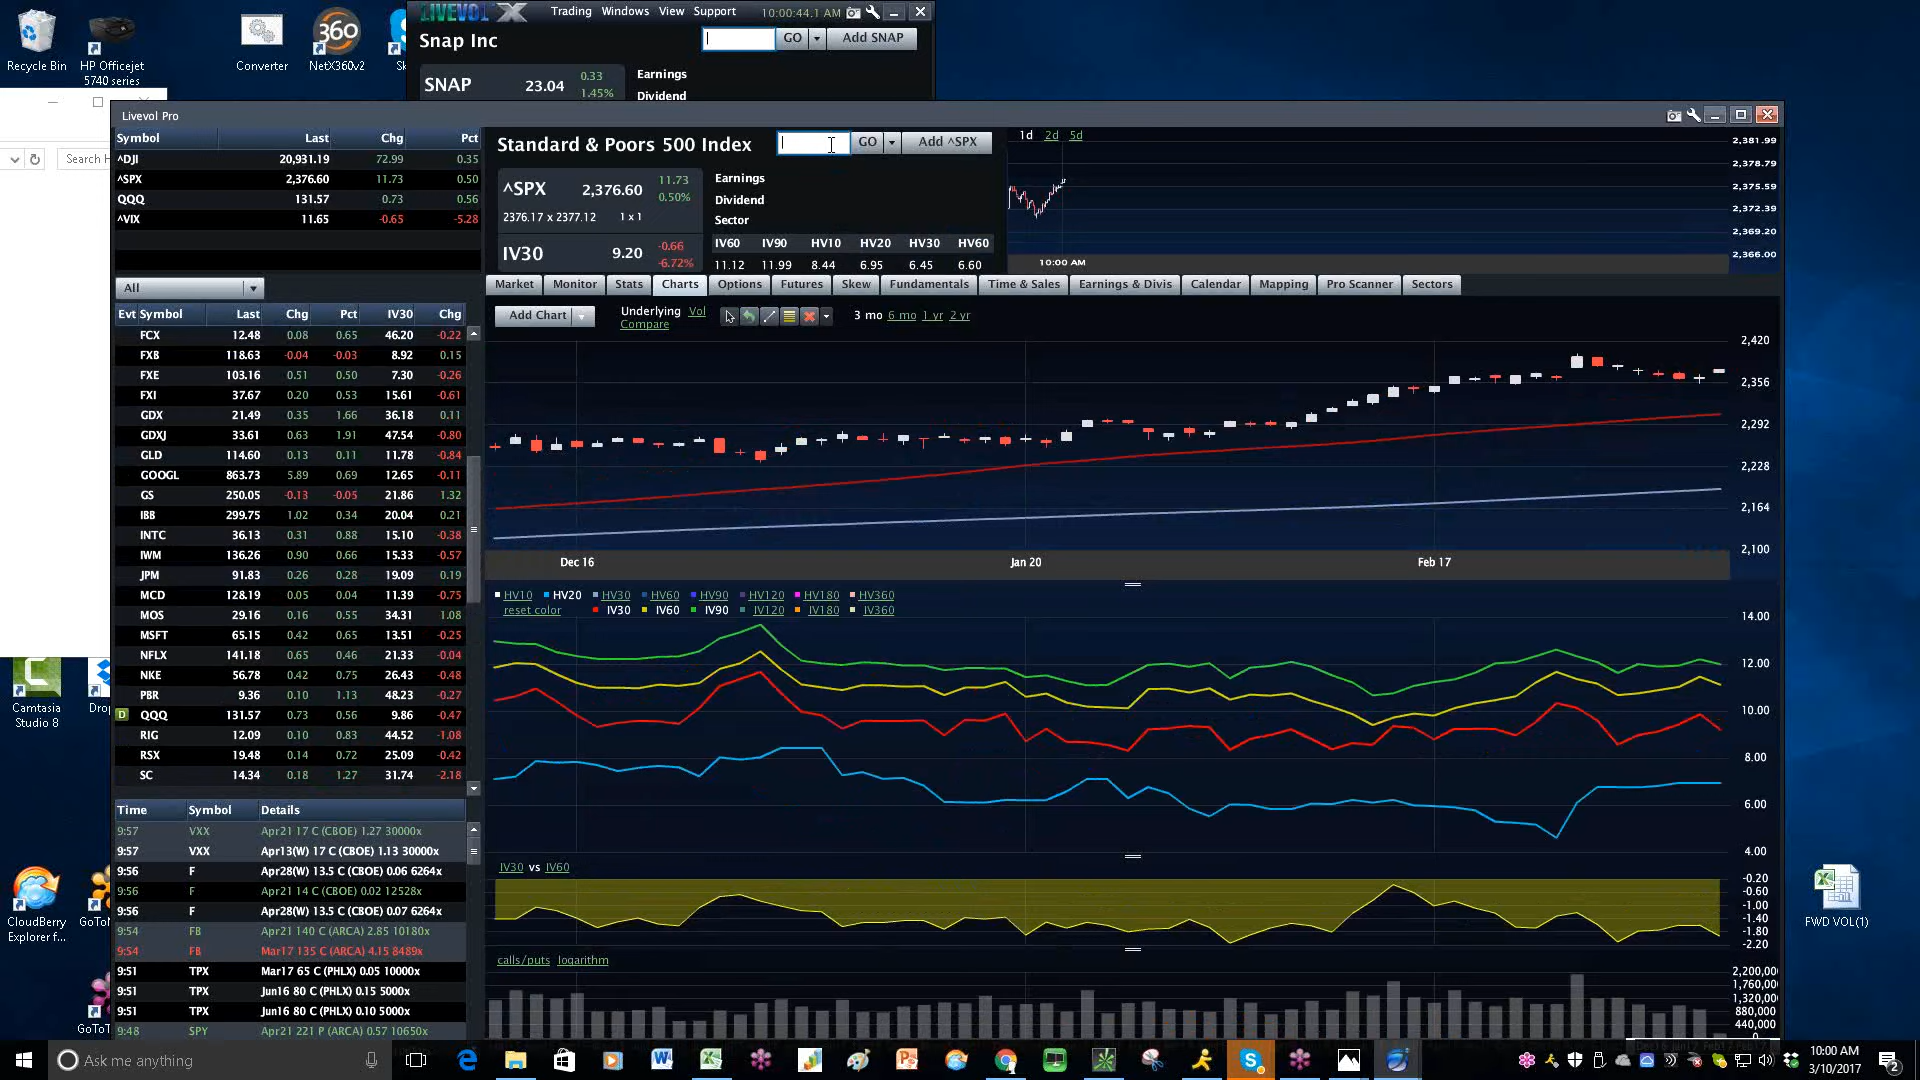 Recycle Bin
HP Officejet
5740 series
Converter
NetX360v2
Sk
LIVEVOL X Trading Windows View Support 10:00:44.1 AM
Snap Inc GO Add SNAP
SNAP 23.04 0.33
1.45%
Earnings
Dividend
Search H
Livevol Pro
Symbol Last Chg Pct
^DJI 20,931.19 72.99 0.35
^SPX 2,376.60 11.73 0.50
QQQ 131.57 0.73 0.56
^VIX 11.65 -0.65 -5.28
Standard & Poors 500 Index GO Add ^SPX
^SPX 2,376.60 11.73
0.50%
2376.17 x 2377.12 1 x 1
IV30 9.20 -0.66
-6.72%
Earnings
Dividend
Sector
IV60 IV90 HV10 HV20 HV30 HV60
11.12 11.99 8.44 6.95 6.45 6.60
1d 2d 5d
2,381.99
2,378.79
2,375.59
2,372.39
2,369.20
2,366.00
10:00 AM
All
Evt Symbol Last Chg Pct IV30 Chg
FCX 12.48 0.08 0.65 46.20 -0.22
FXB 118.63 -0.04 -0.03 8.92 0.15
FXE 103.16 0.51 0.50 7.30 -0.26
FXI 37.67 0.20 0.53 15.61 -0.61
GDX 21.49 0.35 1.66 36.18 0.11
GDXJ 33.61 0.63 1.91 47.54 -0.80
GLD 114.60 0.13 0.11 11.78 -0.84
GOOGL 863.73 5.89 0.69 12.65 -0.11
GS 250.05 -0.13 -0.05 21.86 1.32
IBB 299.75 1.02 0.34 20.04 0.21
INTC 36.13 0.31 0.88 15.10 -0.38
IWM 136.26 0.90 0.66 15.33 -0.57
JPM 91.83 0.26 0.28 19.09 0.19
MCD 128.19 0.05 0.04 11.39 -0.75
MOS 29.16 0.16 0.55 34.31 1.08
MSFT 65.15 0.42 0.65 13.51 -0.25
NFLX 141.18 0.65 0.46 21.33 -0.04
NKE 56.78 0.42 0.75 26.43 -0.48
PBR 9.36 0.10 1.13 48.23 -0.27
D QQQ 131.57 0.73 0.56 9.86 -0.47
RIG 12.09 0.10 0.83 44.52 -1.08
RSX 19.48 0.14 0.72 25.09 -0.42
SC 14.34 0.18 1.27 31.74 -2.18
Time Symbol Details
9:57 VXX Apr21 17 C (CBOE) 1.27 30000x
9:57 VXX Apr13(W) 17 C (CBOE) 1.13 30000x
9:56 F Apr28(W) 13.5 C (CBOE) 0.06 6264x
9:56 F Apr21 14 C (CBOE) 0.02 12528x
9:56 F Apr28(W) 13.5 C (CBOE) 0.07 6264x
9:54 FB Apr21 140 C (ARCA) 2.85 10180x
9:54 FB Mar17 135 C (ARCA) 4.15 8489x
9:51 TPX Mar17 65 C (PHLX) 0.05 10000x
9:51 TPX Jun16 80 C (PHLX) 0.15 5000x
9:51 TPX Jun16 80 C (PHLX) 0.10 5000x
9:48 SPY Apr21 221 P (ARCA) 0.57 10650x
Market Monitor Stats Charts Options Futures Skew Fundamentals Time & Sales Earnings & Divis Calendar Mapping Pro Scanner Sectors
Add Chart Underlying Vol
Compare
3 mo 6 mo 1 yr 2 yr
2,420
2,356
2,292
2,228
2,164
2,100
Dec 16 Jan 20 Feb 17
HV10 HV20 HV30 HV60 HV90 HV120 HV180 HV360
reset color IV30 IV60 IV90 IV120 IV180 IV360
14.00
12.00
10.00
8.00
6.00
4.00
IV30 vs IV60
-0.20
-0.60
-1.00
-1.40
-1.80
-2.20
calls/puts logarithm
2,200,000
1,760,000
1,320,000
880,000
440,000
0.00
Camtasia
Studio 8
Drop
CloudBerry
Explorer f...
GoToM
GoToT
FWD VOL(1)
Ask me anything
10:00 AM
3/10/2017
2